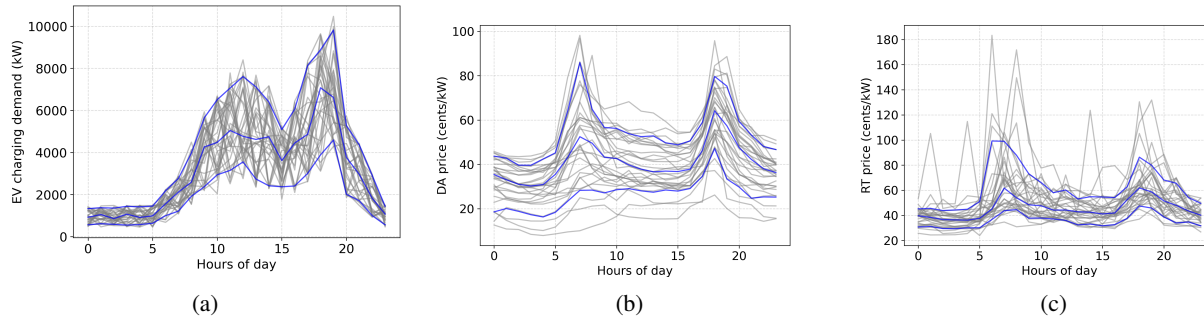 EV charging demand (kW)
10000
8000
6000
4000
2000
0
0 5 10 15 20
Hours of day
(a)
DA price (cents/kW)
100
80
60
40
20
0 5 10 15 20
Hours of day
(b)
RT price (cents/kW)
180
160
140
120
100
80
60
40
20
0 5 10 15 20
Hours of day
(c)